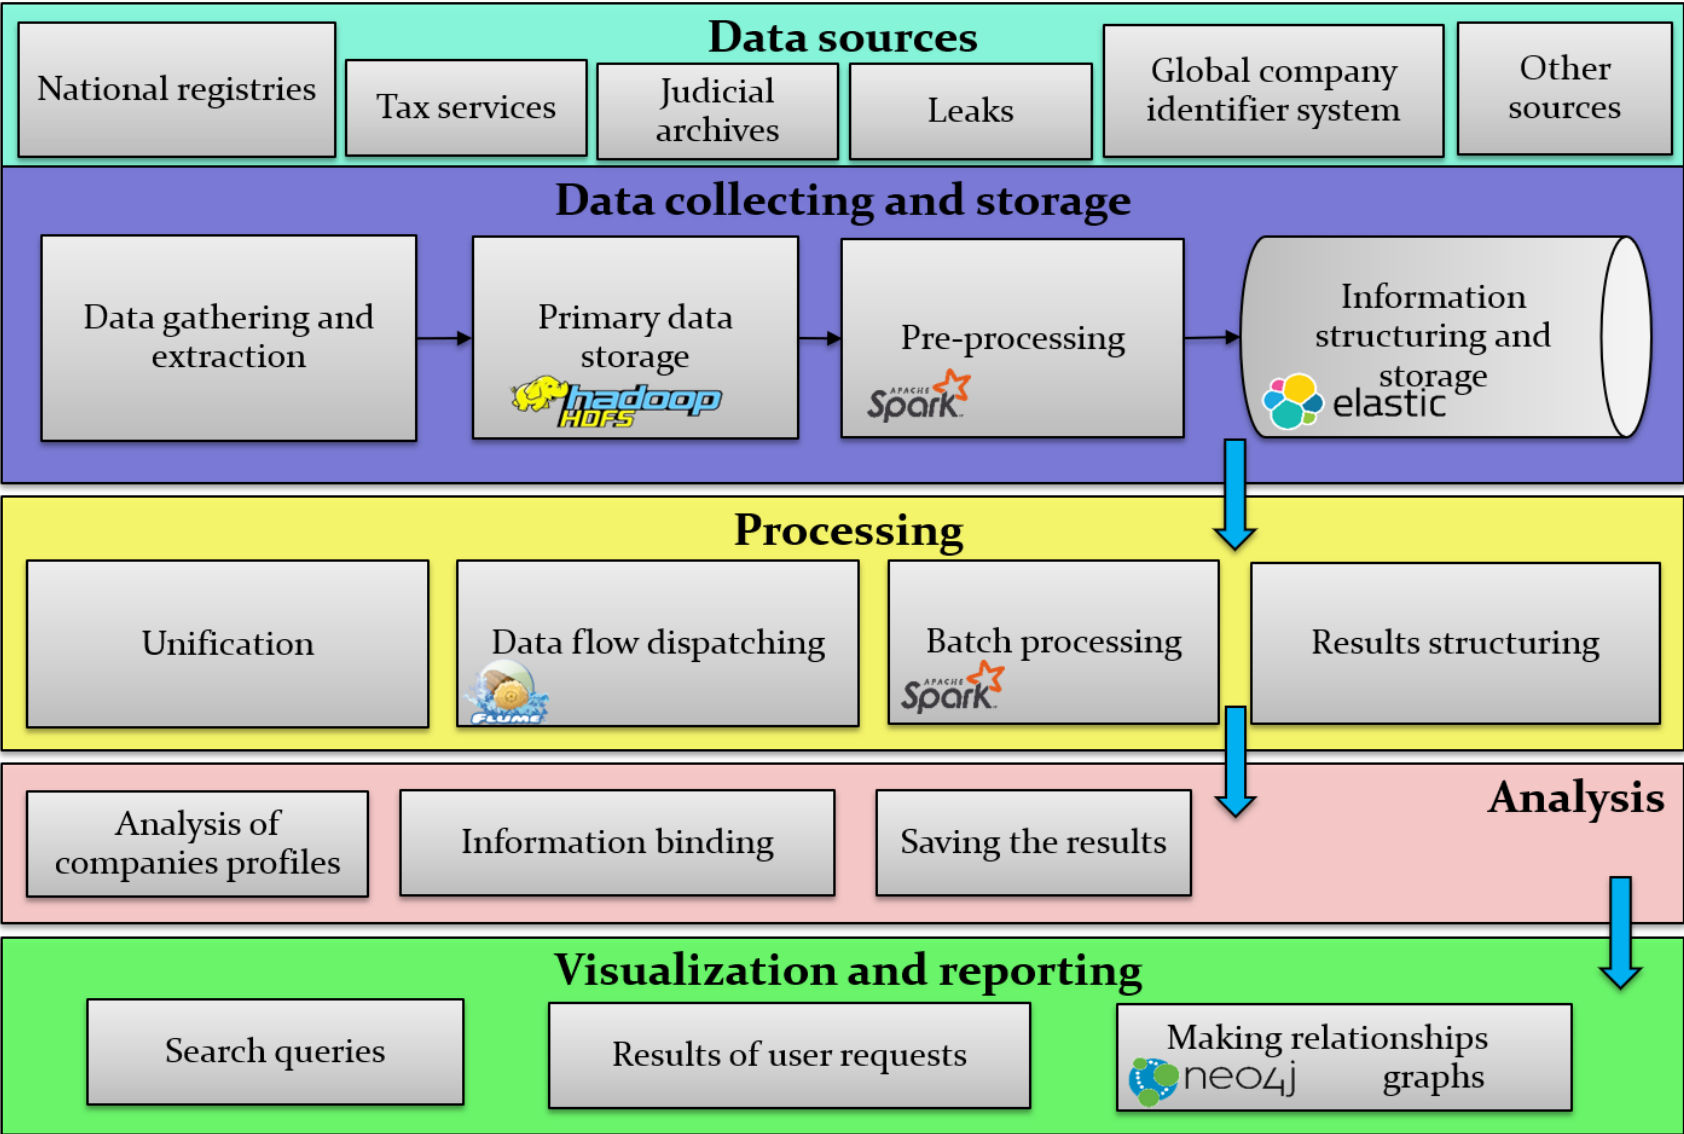 Data sources
National registries
Tax services
Judicial
archives
Leaks
Global company
identifier system
Other
sources
Data collecting and storage
Data gathering and
extraction
Primary data
storage
hadoop
HDFS
Pre-processing
APACHE
Spark
Information
structuring and
storage
elastic
Processing
Unification
Data flow dispatching
FLUME
Batch processing
APACHE
Spark
Results structuring
Analysis
Analysis of
companies profiles
Information binding
Saving the results
Visualization and reporting
Search queries
Results of user requests
Making relationships
graphs
neo4j